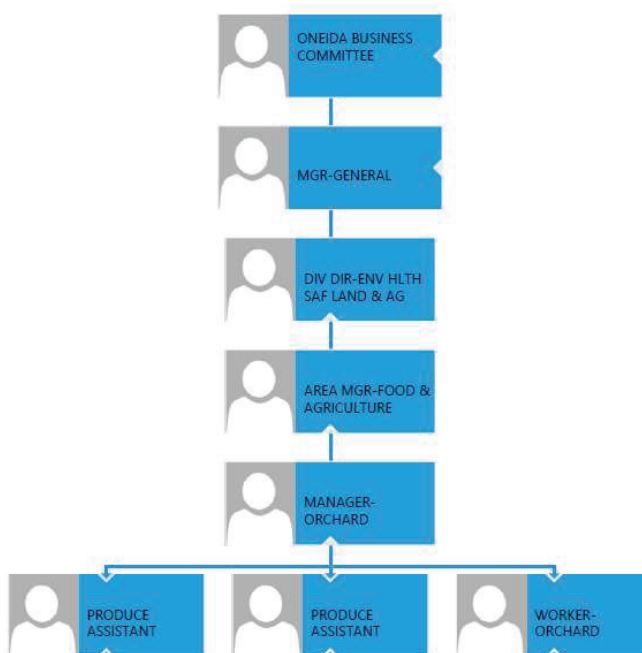 ONEIDA BUSINESS
COMMITTEE
MGR-GENERAL
DIV DIR-ENV HLTH
SAF LAND & AG
AREA MGR-FOOD &
AGRICULTURE
MANAGER-
ORCHARD
PRODUCE
ASSISTANT
PRODUCE
ASSISTANT
WORKER-
ORCHARD